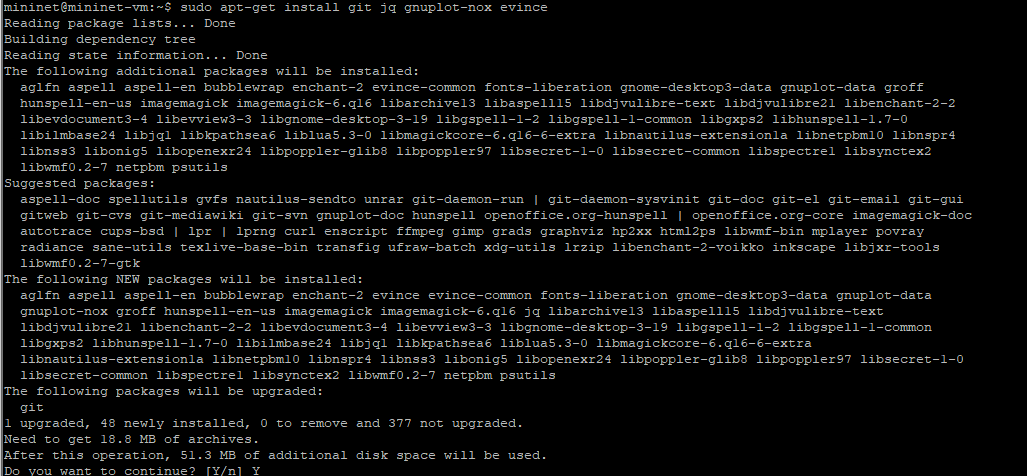 mininet@mininet-vm:~$ sudo apt-get install git jq gnuplot-nox evince
Reading package lists... Done
Building dependency tree
Reading state information... Done
The following additional packages will be installed:
  aglfn aspell aspell-en bubblewrap enchant-2 evince-common fonts-liberation gnome-desktop3-data gnuplot-data groff
  hunspell-en-us imagemagick imagemagick-6.q16 libarchive13 libaspell15 libdjvulibre-text libdjvulibre21 libenchant-2-2
  libevdocument3-4 libevview3-3 libgnome-desktop-3-19 libgspell-1-2 libgspell-1-common libgxps2 libhunspell-1.7-0
  libilmbase24 libjq1 libkpathsea6 liblua5.3-0 libmagickcore-6.q16-6-extra libnautilus-extension1a libnetpbm10 libnspr4
  libnss3 libonig5 libopenexr24 libpoppler-glib8 libpoppler97 libsecret-1-0 libsecret-common libspectre1 libsynctex2
  libwmf0.2-7 netpbm psutils
Suggested packages:
  aspell-doc spellutils gvfs nautilus-sendto unrar git-daemon-run | git-daemon-sysvinit git-doc git-el git-email git-gui
  gitweb git-cvs git-mediawiki git-svn gnuplot-doc hunspell openoffice.org-hunspell | openoffice.org-core imagemagick-doc
  autotrace cups-bsd | lpr | lprng curl enscript ffmpeg gimp grads graphviz hp2xx html2ps libwmf-bin mplayer povray
  radiance sane-utils texlive-base-bin transfig ufraw-batch xdg-utils lrzip libenchant-2-voikko inkscape libjxr-tools
  libwmf0.2-7-gtk
The following NEW packages will be installed:
  aglfn aspell aspell-en bubblewrap enchant-2 evince evince-common fonts-liberation gnome-desktop3-data gnuplot-data
  gnuplot-nox groff hunspell-en-us imagemagick imagemagick-6.q16 jq libarchive13 libaspell15 libdjvulibre-text
  libdjvulibre21 libenchant-2-2 libevdocument3-4 libevview3-3 libgnome-desktop-3-19 libgspell-1-2 libgspell-1-common
  libgxps2 libhunspell-1.7-0 libilmbase24 libjq1 libkpathsea6 liblua5.3-0 libmagickcore-6.q16-6-extra
  libnautilus-extension1a libnetpbm10 libnspr4 libnss3 libonig5 libopenexr24 libpoppler-glib8 libpoppler97 libsecret-1-0
  libsecret-common libspectre1 libsynctex2 libwmf0.2-7 netpbm psutils
The following packages will be upgraded:
  git
1 upgraded, 48 newly installed, 0 to remove and 377 not upgraded.
Need to get 18.8 MB of archives.
After this operation, 51.3 MB of additional disk space will be used.
Do you want to continue? [Y/n] Y